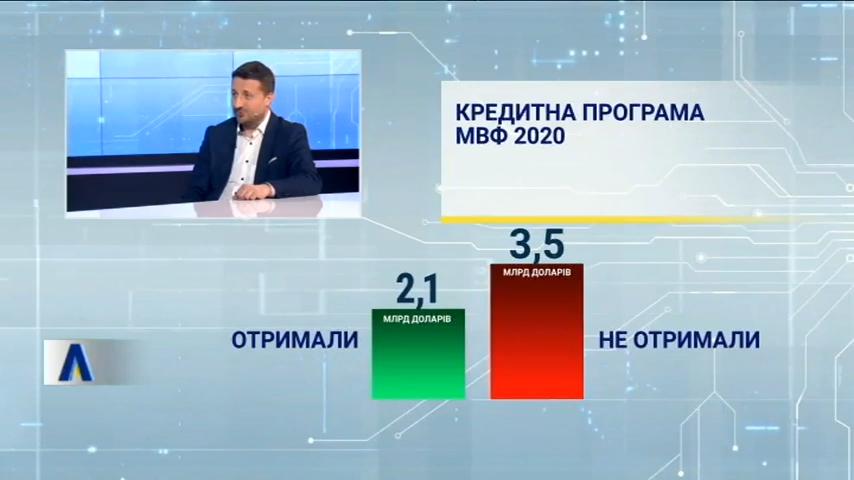 КРЕДИТНА ПРОГРАМА
МВФ 2020
3,5
МЛРД ДОЛАРІВ
2,1
МЛРД ДОЛАРІВ
ОТРИМАЛИ
НЕ ОТРИМАЛИ